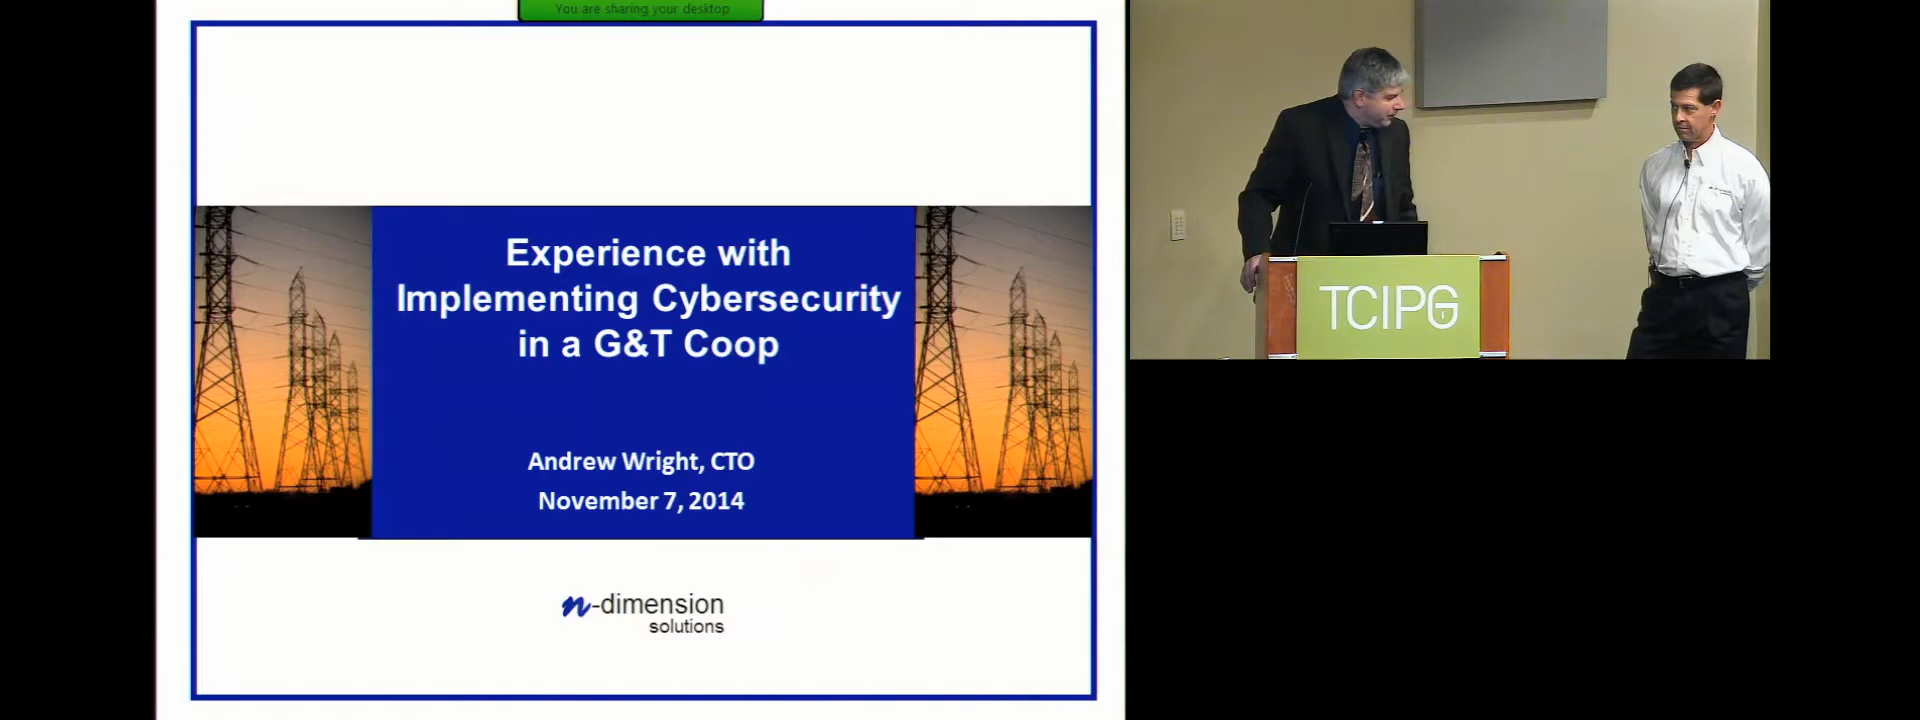 You are sharing your desktop
Experience with
Implementing Cybersecurity
in a G&T Coop
Andrew Wright, CTO
November 7, 2014
n-dimension
solutions
TCIPG